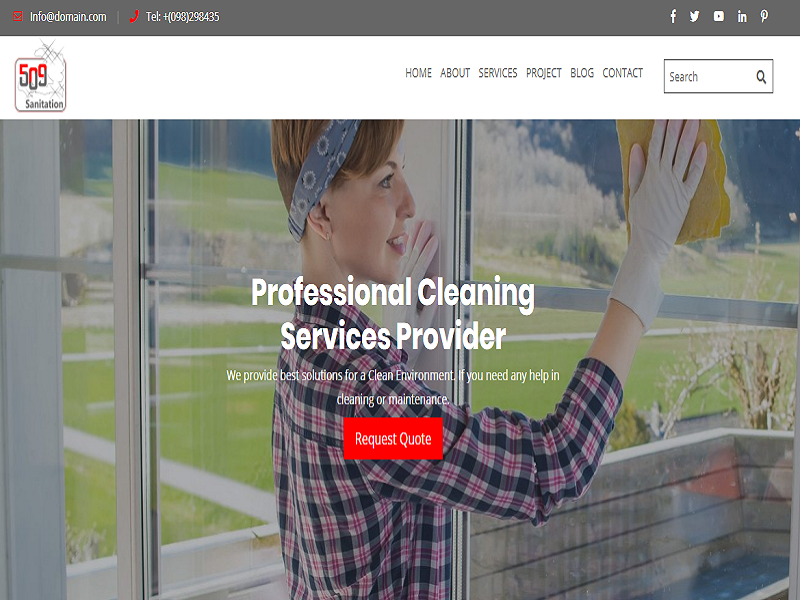 Info@domain.com
Tel: +(098)298435
509
Sanitation
HOME ABOUT SERVICES PROJECT BLOG CONTACT
Search
Professional Cleaning
Services Provider
We provide best solutions for a Clean Environment. If you need any help in
cleaning or maintenance.
Request Quote